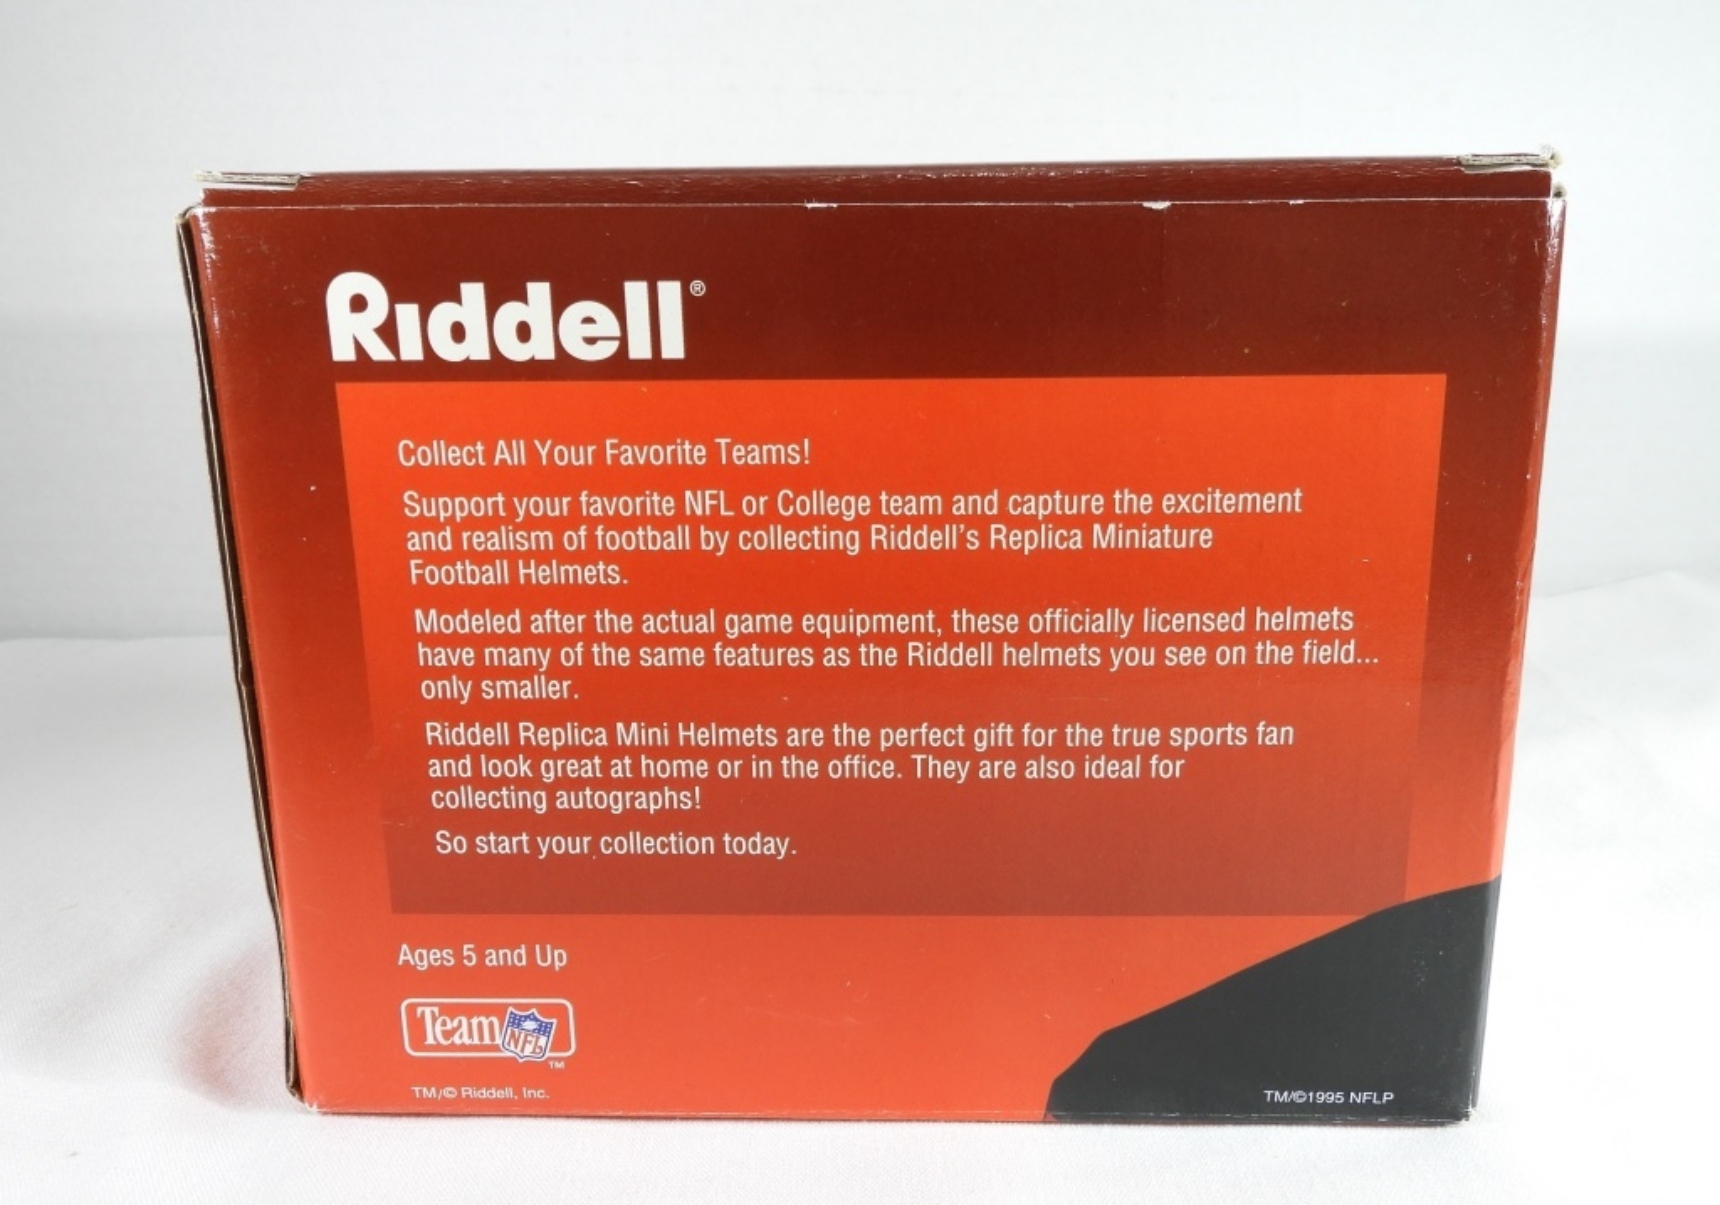 Riddell®
Collect All Your Favorite Teams!
Support your favorite NFL or College team and capture the excitement
and realism of football by collecting Riddell's Replica Miniature
Football Helmets.
Modeled after the actual game equipment, these officially licensed helmets
have many of the same features as the Riddell helmets you see on the field...
only smaller.
Riddell Replica Mini Helmets are the perfect gift for the true sports fan
and look great at home or in the office. They are also ideal for
collecting autographs!
So start your collection today.
Ages 5 and Up
Team NFL TM
TM/© Riddell, Inc.
TM/©1995 NFLP